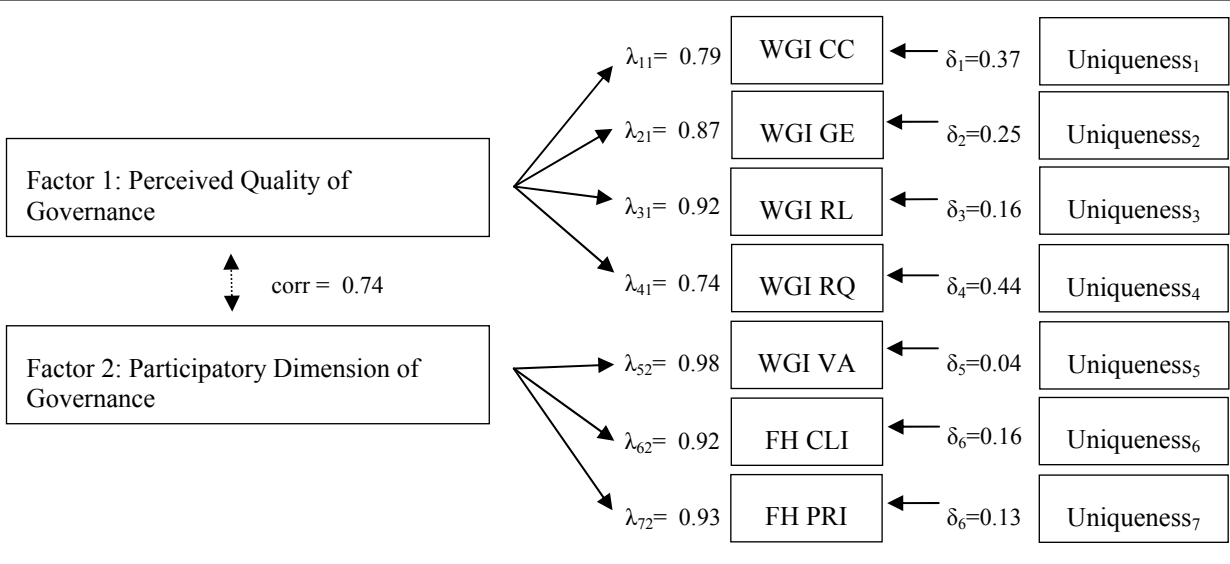 λ₁₁= 0.79 WGI CC δ₁=0.37 Uniqueness₁
λ₂₁= 0.87 WGI GE δ₂=0.25 Uniqueness₂
Factor 1: Perceived Quality of
Governance
λ₃₁= 0.92 WGI RL δ₃=0.16 Uniqueness₃
λ₄₁= 0.74 WGI RQ δ₄=0.44 Uniqueness₄
corr = 0.74
Factor 2: Participatory Dimension of
Governance
λ₅₂= 0.98 WGI VA δ₅=0.04 Uniqueness₅
λ₆₂= 0.92 FH CLI δ₆=0.16 Uniqueness₆
λ₇₂= 0.93 FH PRI δ₆=0.13 Uniqueness₇